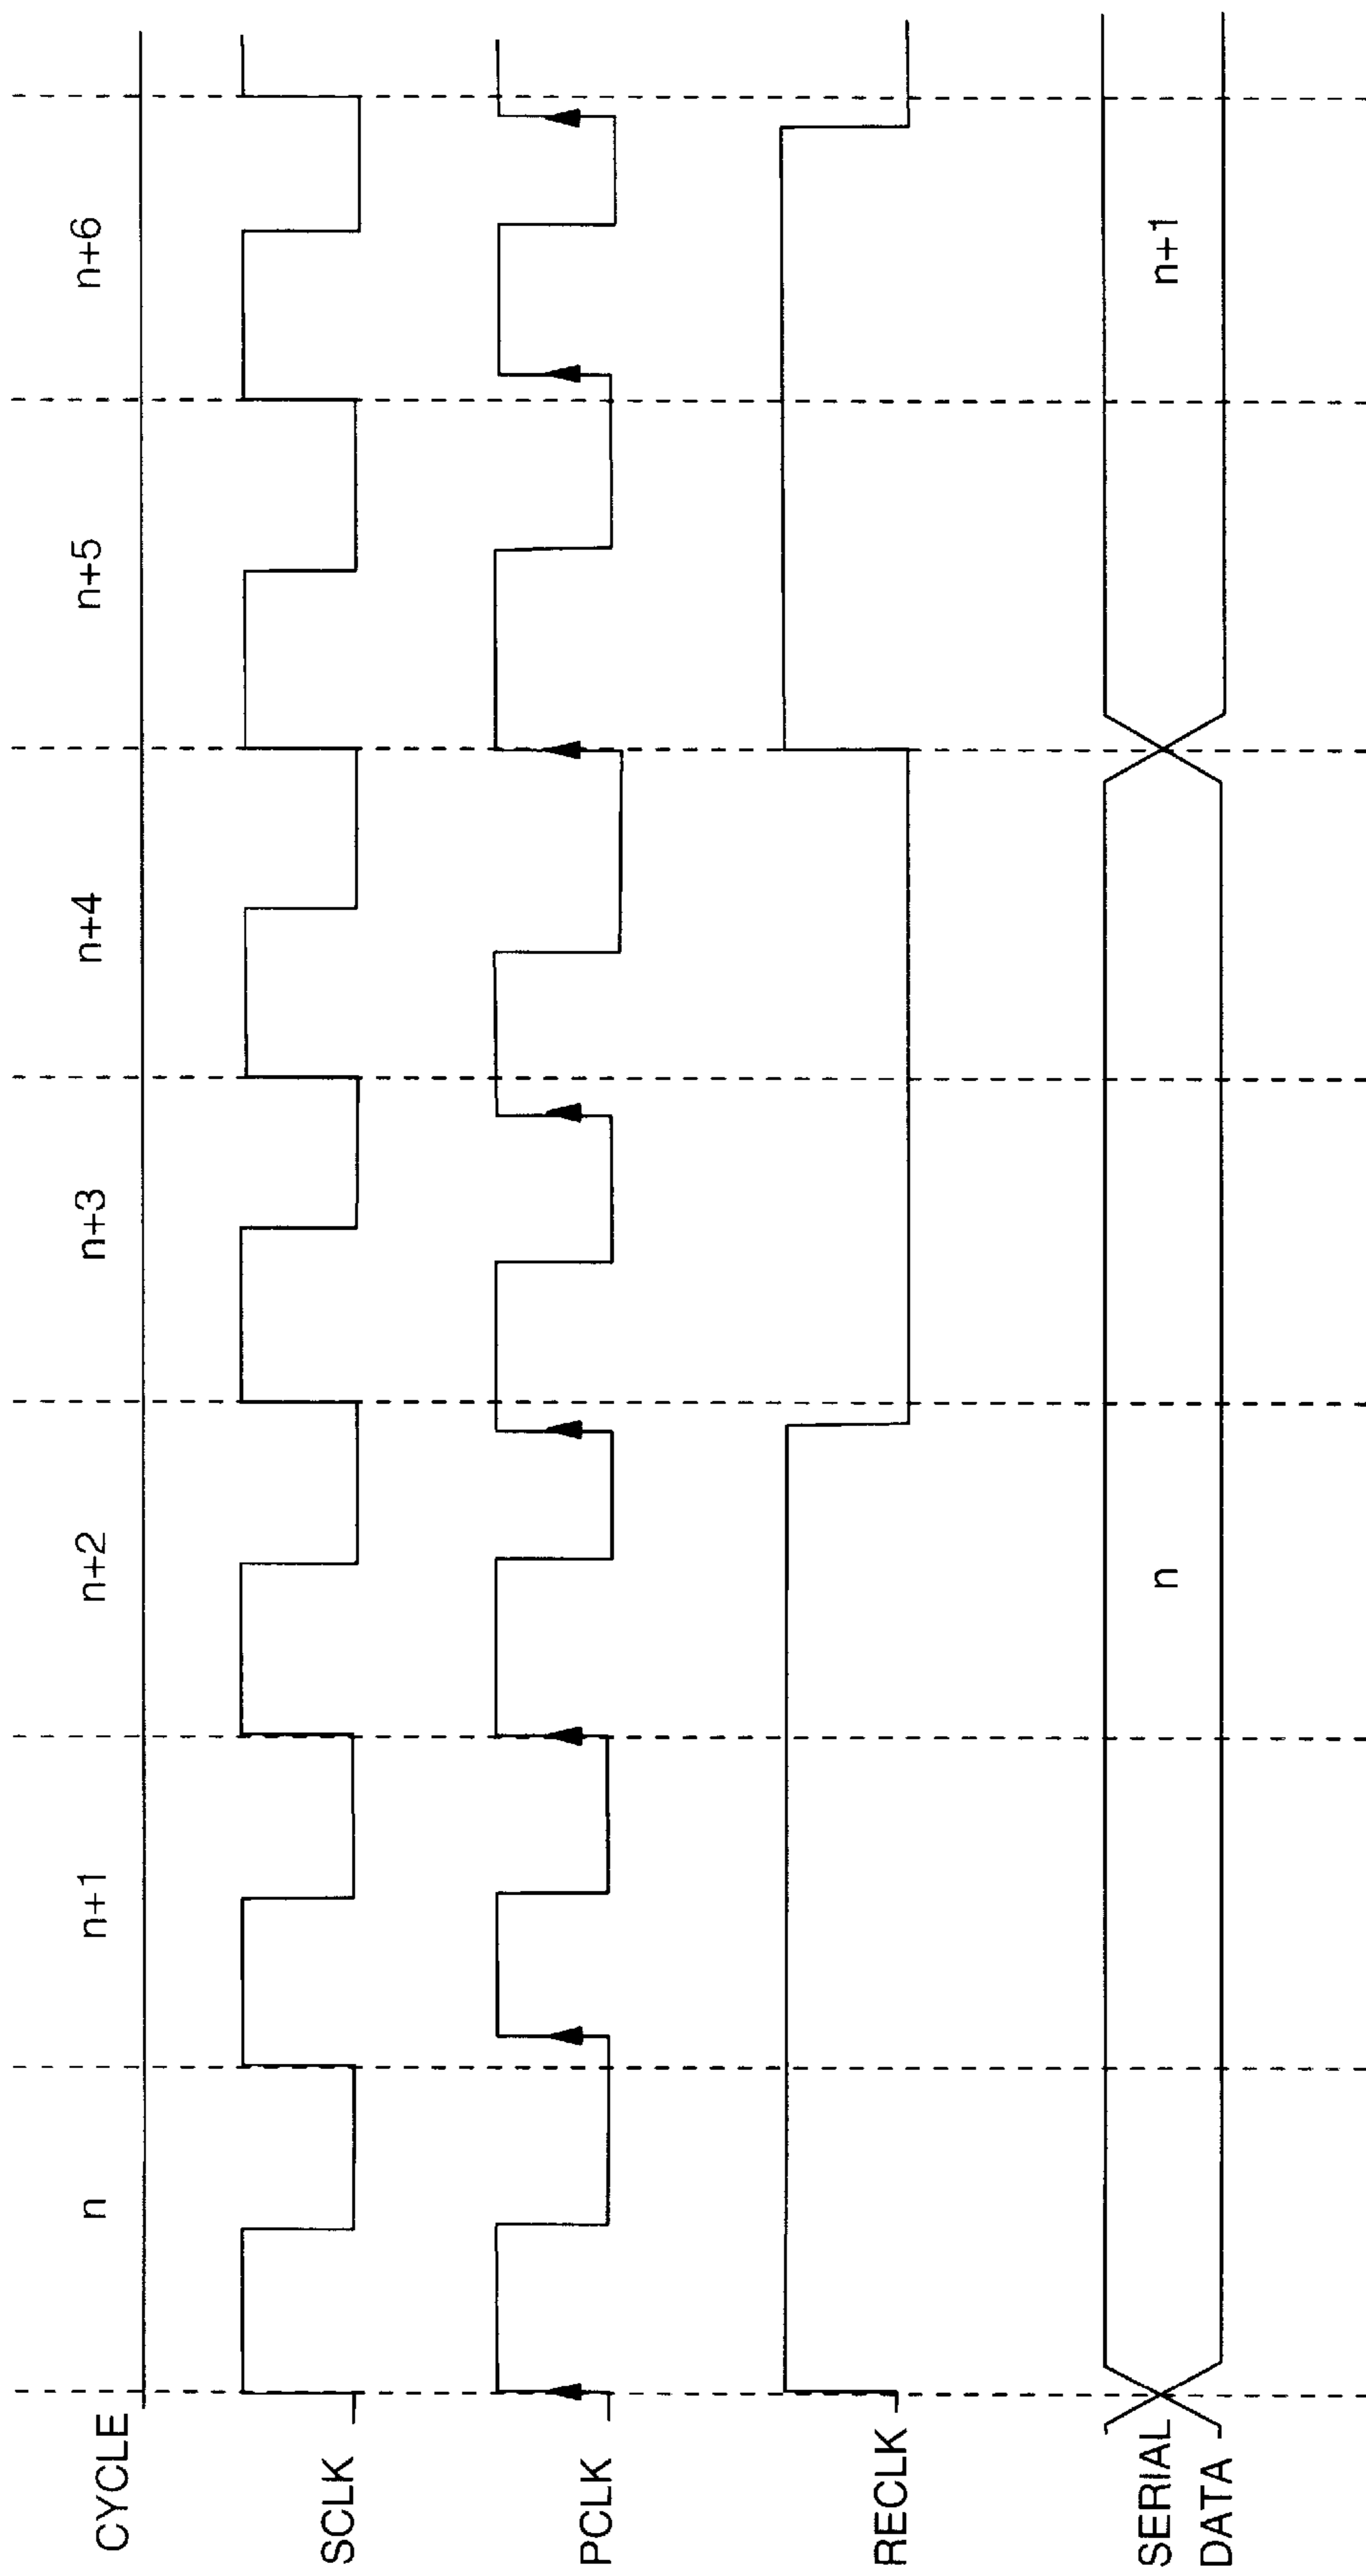 CYCLE
n
n+1
n+2
n+3
n+4
n+5
n+6
SCLK
PCLK
RECLK
SERIAL
DATA
n
n+1